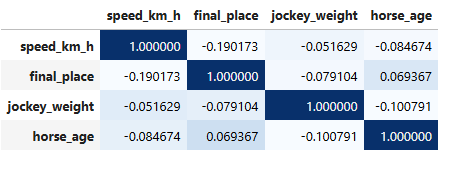 speed_km_h final_place jockey_weight horse_age
speed_km_h 1.000000 -0.190173 -0.051629 -0.084674
final_place -0.190173 1.000000 -0.079104 0.069367
jockey_weight -0.051629 -0.079104 1.000000 -0.100791
horse_age -0.084674 0.069367 -0.100791 1.000000